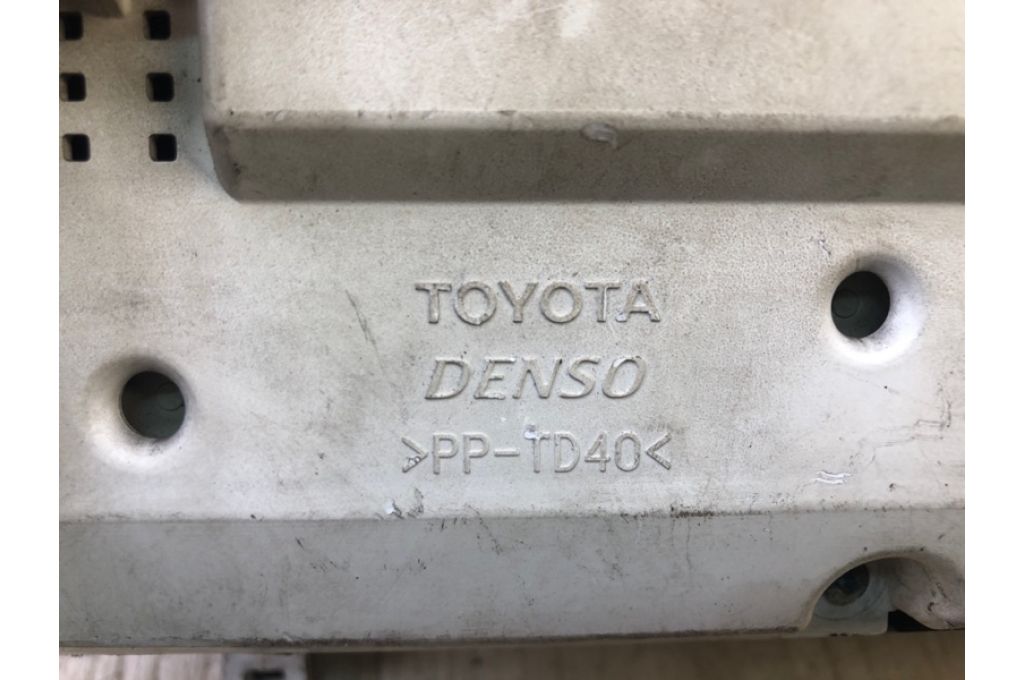 TOYOTA
DENSO
>PP-TD40<